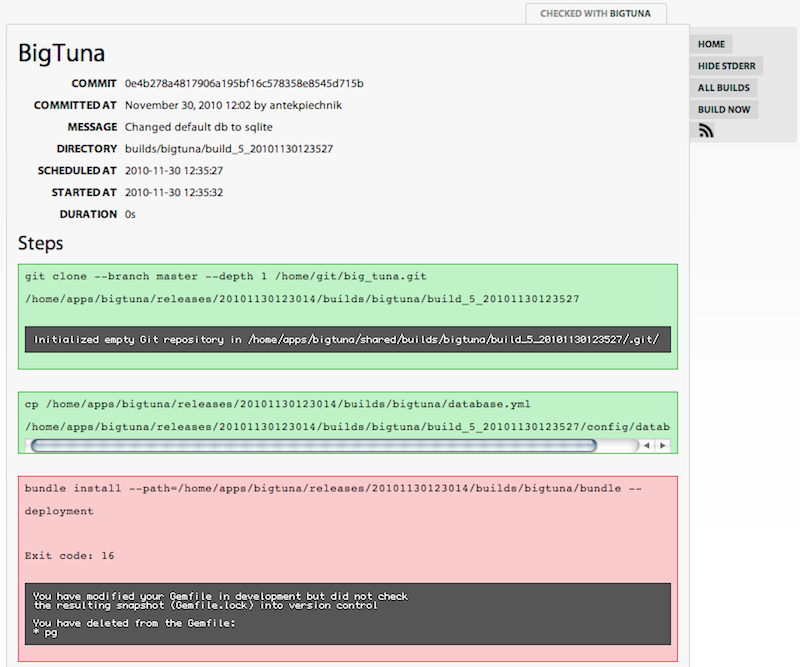 CHECKED WITH BIGTUNA
HOME
HIDE STDERR
ALL BUILDS
BUILD NOW
BigTuna
COMMIT 0e4b278a4817906a195bf16c578358e8545d715b
COMMITTED AT November 30, 2010 12:02 by antekpiechnik
MESSAGE Changed default db to sqlite
DIRECTORY builds/bigtuna/build_5_20101130123527
SCHEDULED AT 2010-11-30 12:35:27
STARTED AT 2010-11-30 12:35:32
DURATION 0s
Steps
git clone --branch master --depth 1 /home/git/big_tuna.git
/home/apps/bigtuna/releases/20101130123014/builds/bigtuna/build_5_20101130123527
Initialized empty Git repository in /home/apps/bigtuna/shared/builds/bigtuna/build_5_20101130123527/.git/
cp /home/apps/bigtuna/releases/20101130123014/builds/bigtuna/database.yml
/home/apps/bigtuna/releases/20101130123014/builds/bigtuna/build_5_20101130123527/config/datab
bundle install --path=/home/apps/bigtuna/releases/20101130123014/builds/bigtuna/bundle --
deployment
Exit code: 16
You have modified your Gemfile in development but did not check
the resulting snapshot (Gemfile.lock) into version control
You have deleted from the Gemfile:
* pg